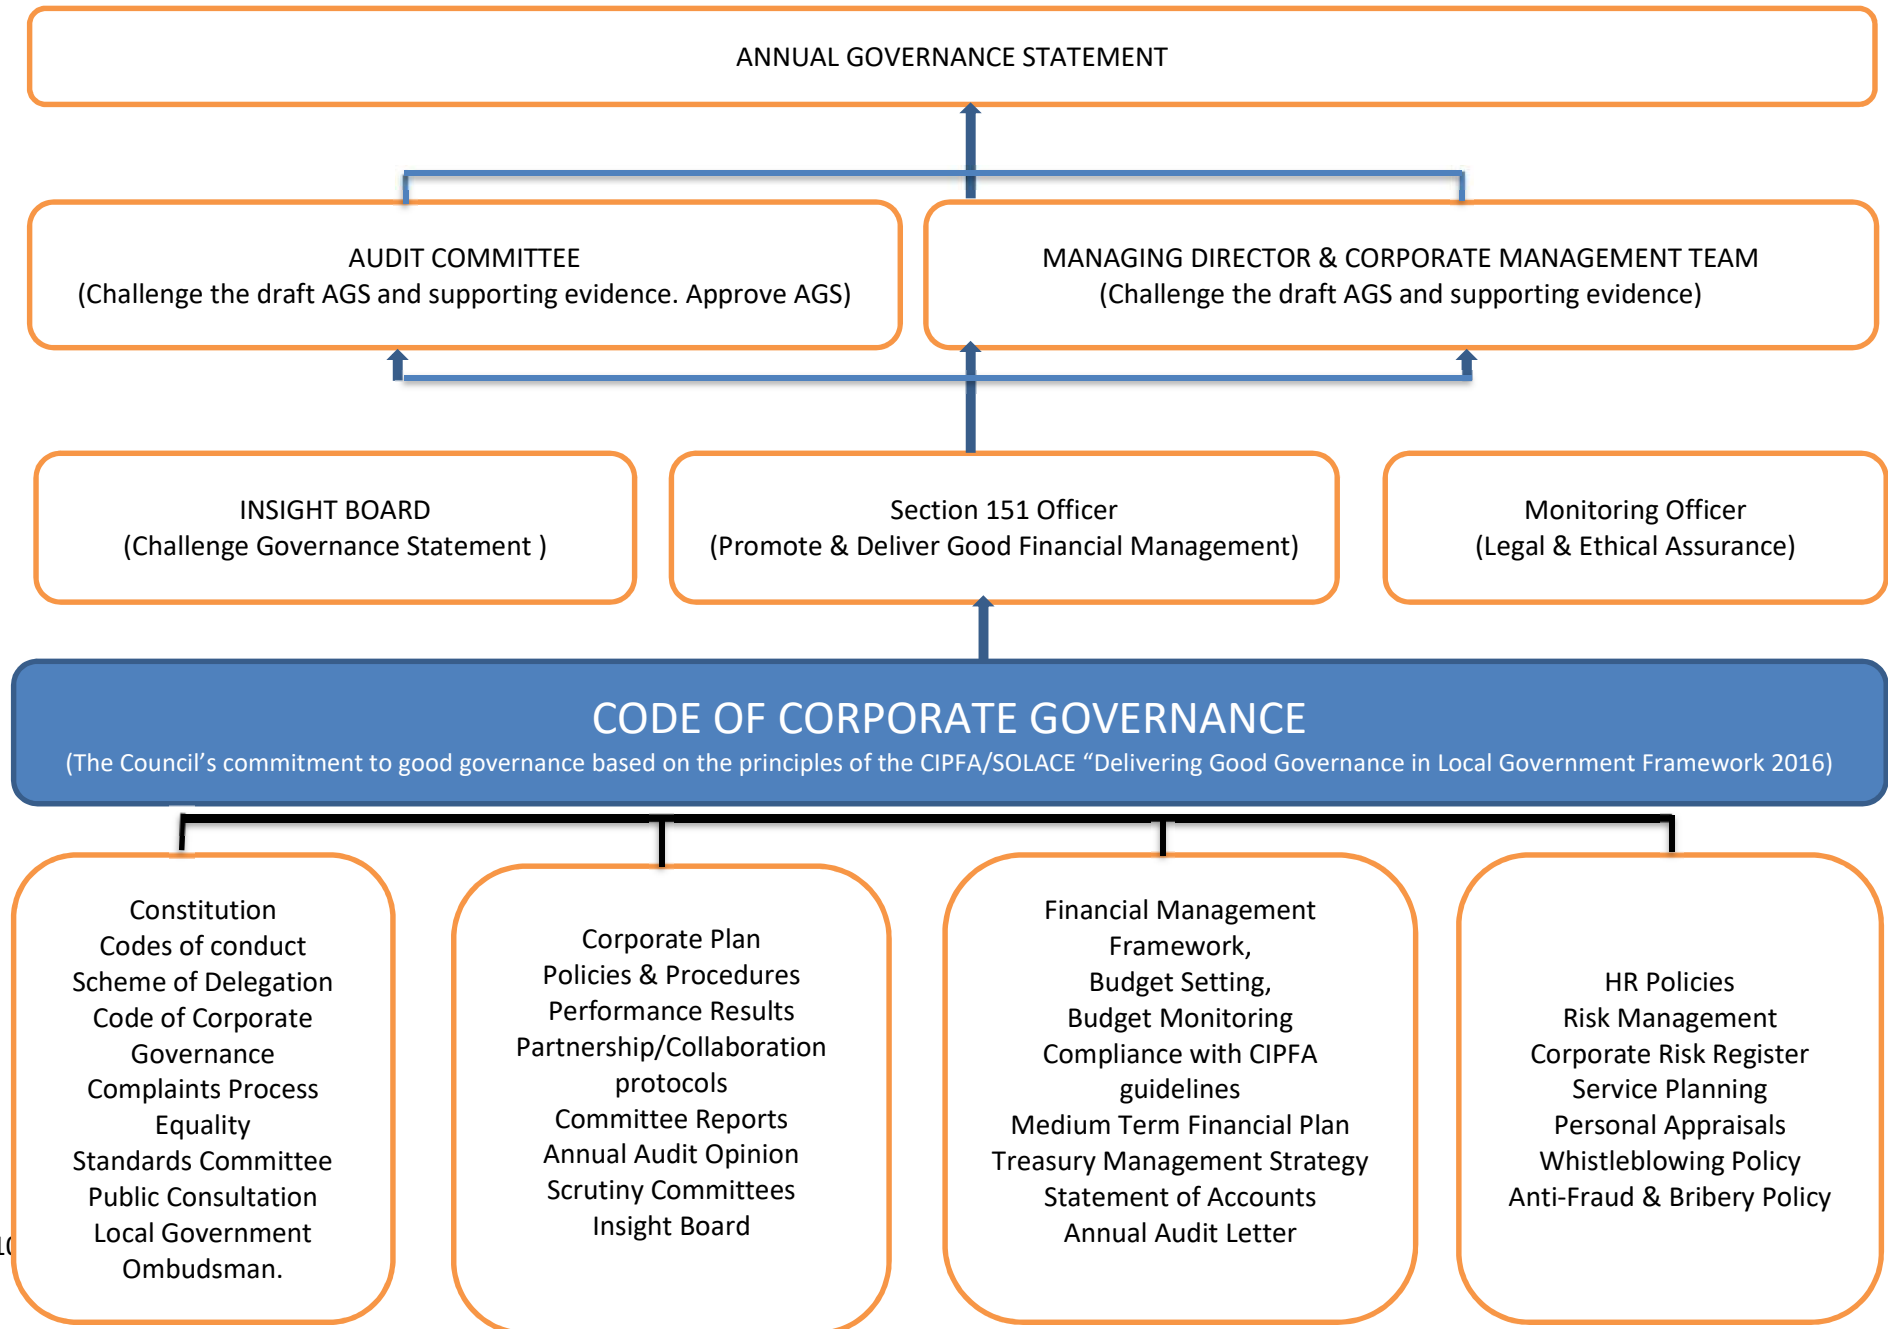 ANNUAL GOVERNANCE STATEMENT
AUDIT COMMITTEE
(Challenge the draft AGS and supporting evidence. Approve AGS)
MANAGING DIRECTOR & CORPORATE MANAGEMENT TEAM
(Challenge the draft AGS and supporting evidence)
INSIGHT BOARD
(Challenge Governance Statement )
Section 151 Officer
(Promote & Deliver Good Financial Management)
Monitoring Officer
(Legal & Ethical Assurance)
CODE OF CORPORATE GOVERNANCE
(The Council’s commitment to good governance based on the principles of the CIPFA/SOLACE “Delivering Good Governance in Local Government Framework 2016)
Constitution
Codes of conduct
Scheme of Delegation
Code of Corporate
Governance
Complaints Process
Equality
Standards Committee
Public Consultation
Local Government
Ombudsman.
Corporate Plan
Policies & Procedures
Performance Results
Partnership/Collaboration
protocols
Committee Reports
Annual Audit Opinion
Scrutiny Committees
Insight Board
Financial Management
Framework,
Budget Setting,
Budget Monitoring
Compliance with CIPFA
guidelines
Medium Term Financial Plan
Treasury Management Strategy
Statement of Accounts
Annual Audit Letter
HR Policies
Risk Management
Corporate Risk Register
Service Planning
Personal Appraisals
Whistleblowing Policy
Anti-Fraud & Bribery Policy